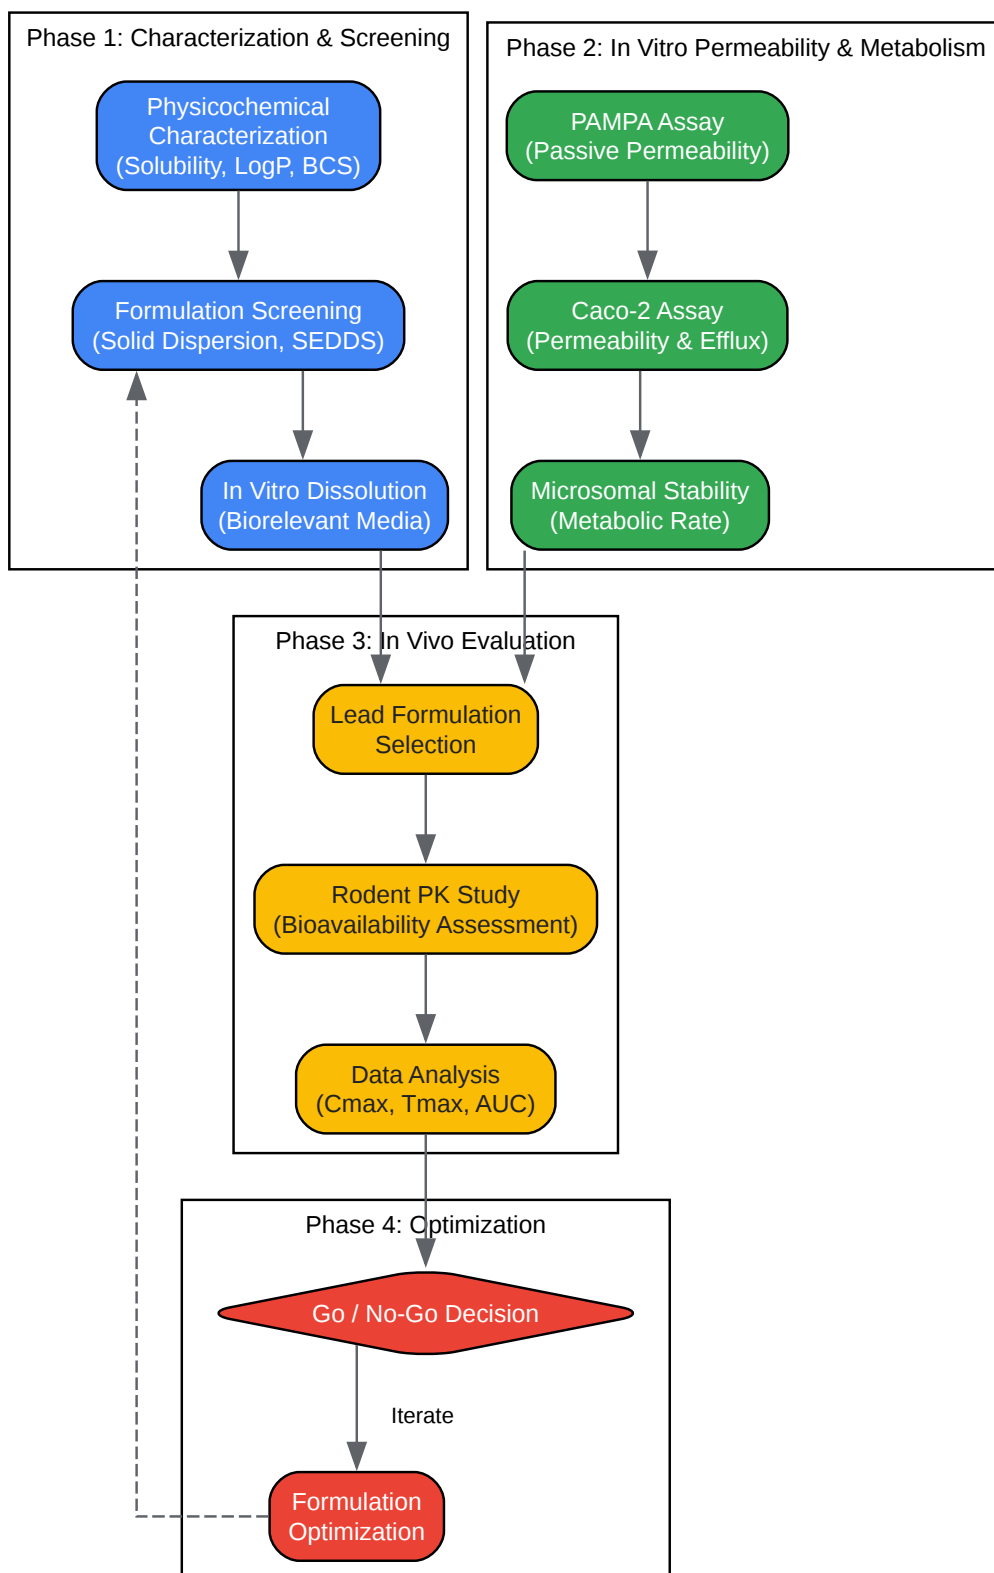 Phase 1: Characterization & Screening
Physicochemical
Characterization
(Solubility, LogP, BCS)
Formulation Screening
(Solid Dispersion, SEDDS)
In Vitro Dissolution
(Biorelevant Media)
Phase 2: In Vitro Permeability & Metabolism
PAMPA Assay
(Passive Permeability)
Caco-2 Assay
(Permeability & Efflux)
Microsomal Stability
(Metabolic Rate)
Phase 3: In Vivo Evaluation
Lead Formulation
Selection
Rodent PK Study
(Bioavailability Assessment)
Data Analysis
(Cmax, Tmax, AUC)
Phase 4: Optimization
Go / No-Go Decision
Iterate
Formulation
Optimization